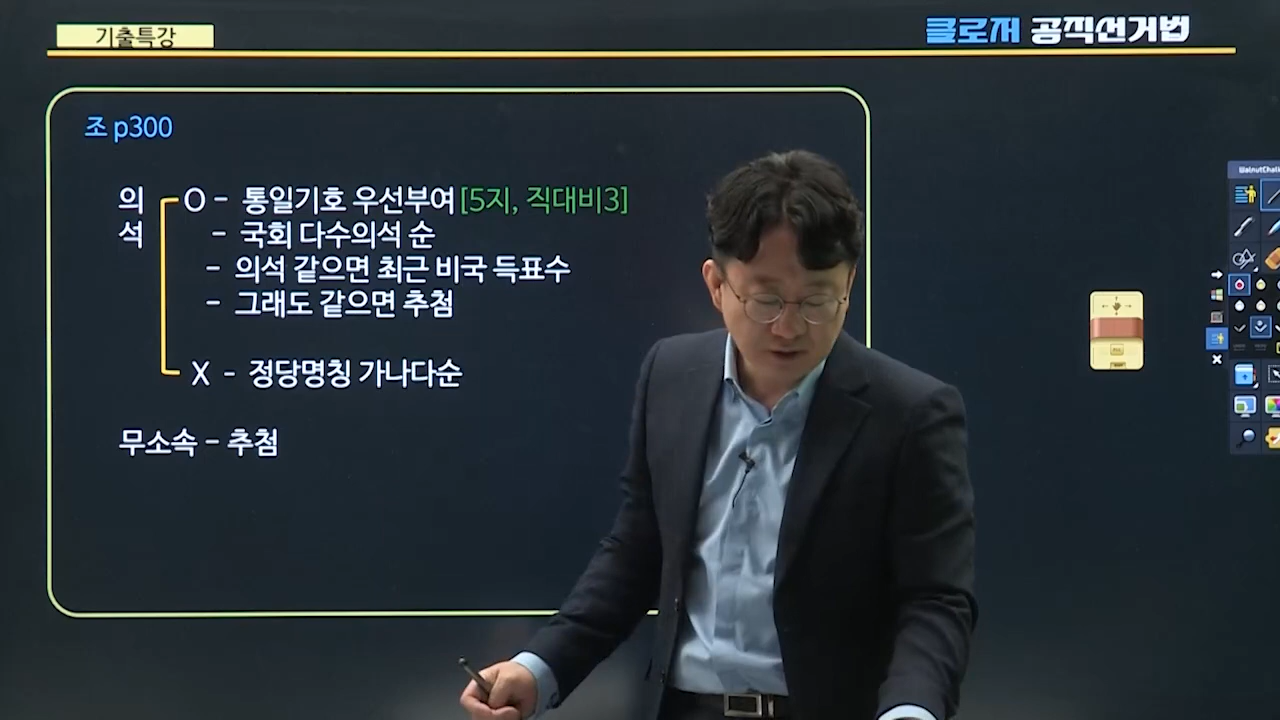 기출특강
클로저 공직선거법
조 p300
의석 O - 통일기호 우선부여 [5지, 직대비3]
- 국회 다수의석 순
- 의석 같으면 최근 비국 득표수
- 그래도 같으면 추첨
X - 정당명칭 가나다순
무소속 - 추첨